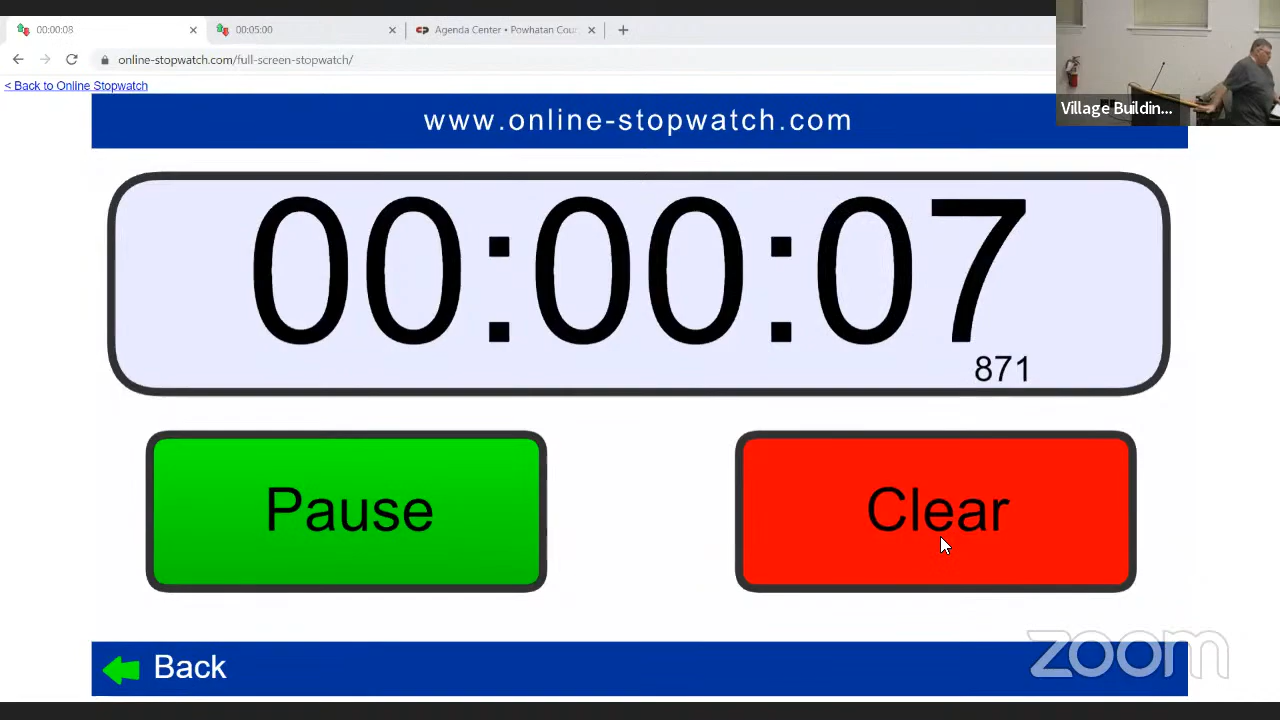 00:00:08
00:05:00
Agenda Center • Powhatan Cour
online-stopwatch.com/full-screen-stopwatch/
< Back to Online Stopwatch
Village Buildin...
www.online-stopwatch.com
00:00:07
871
Pause
Clear
Back
zoom